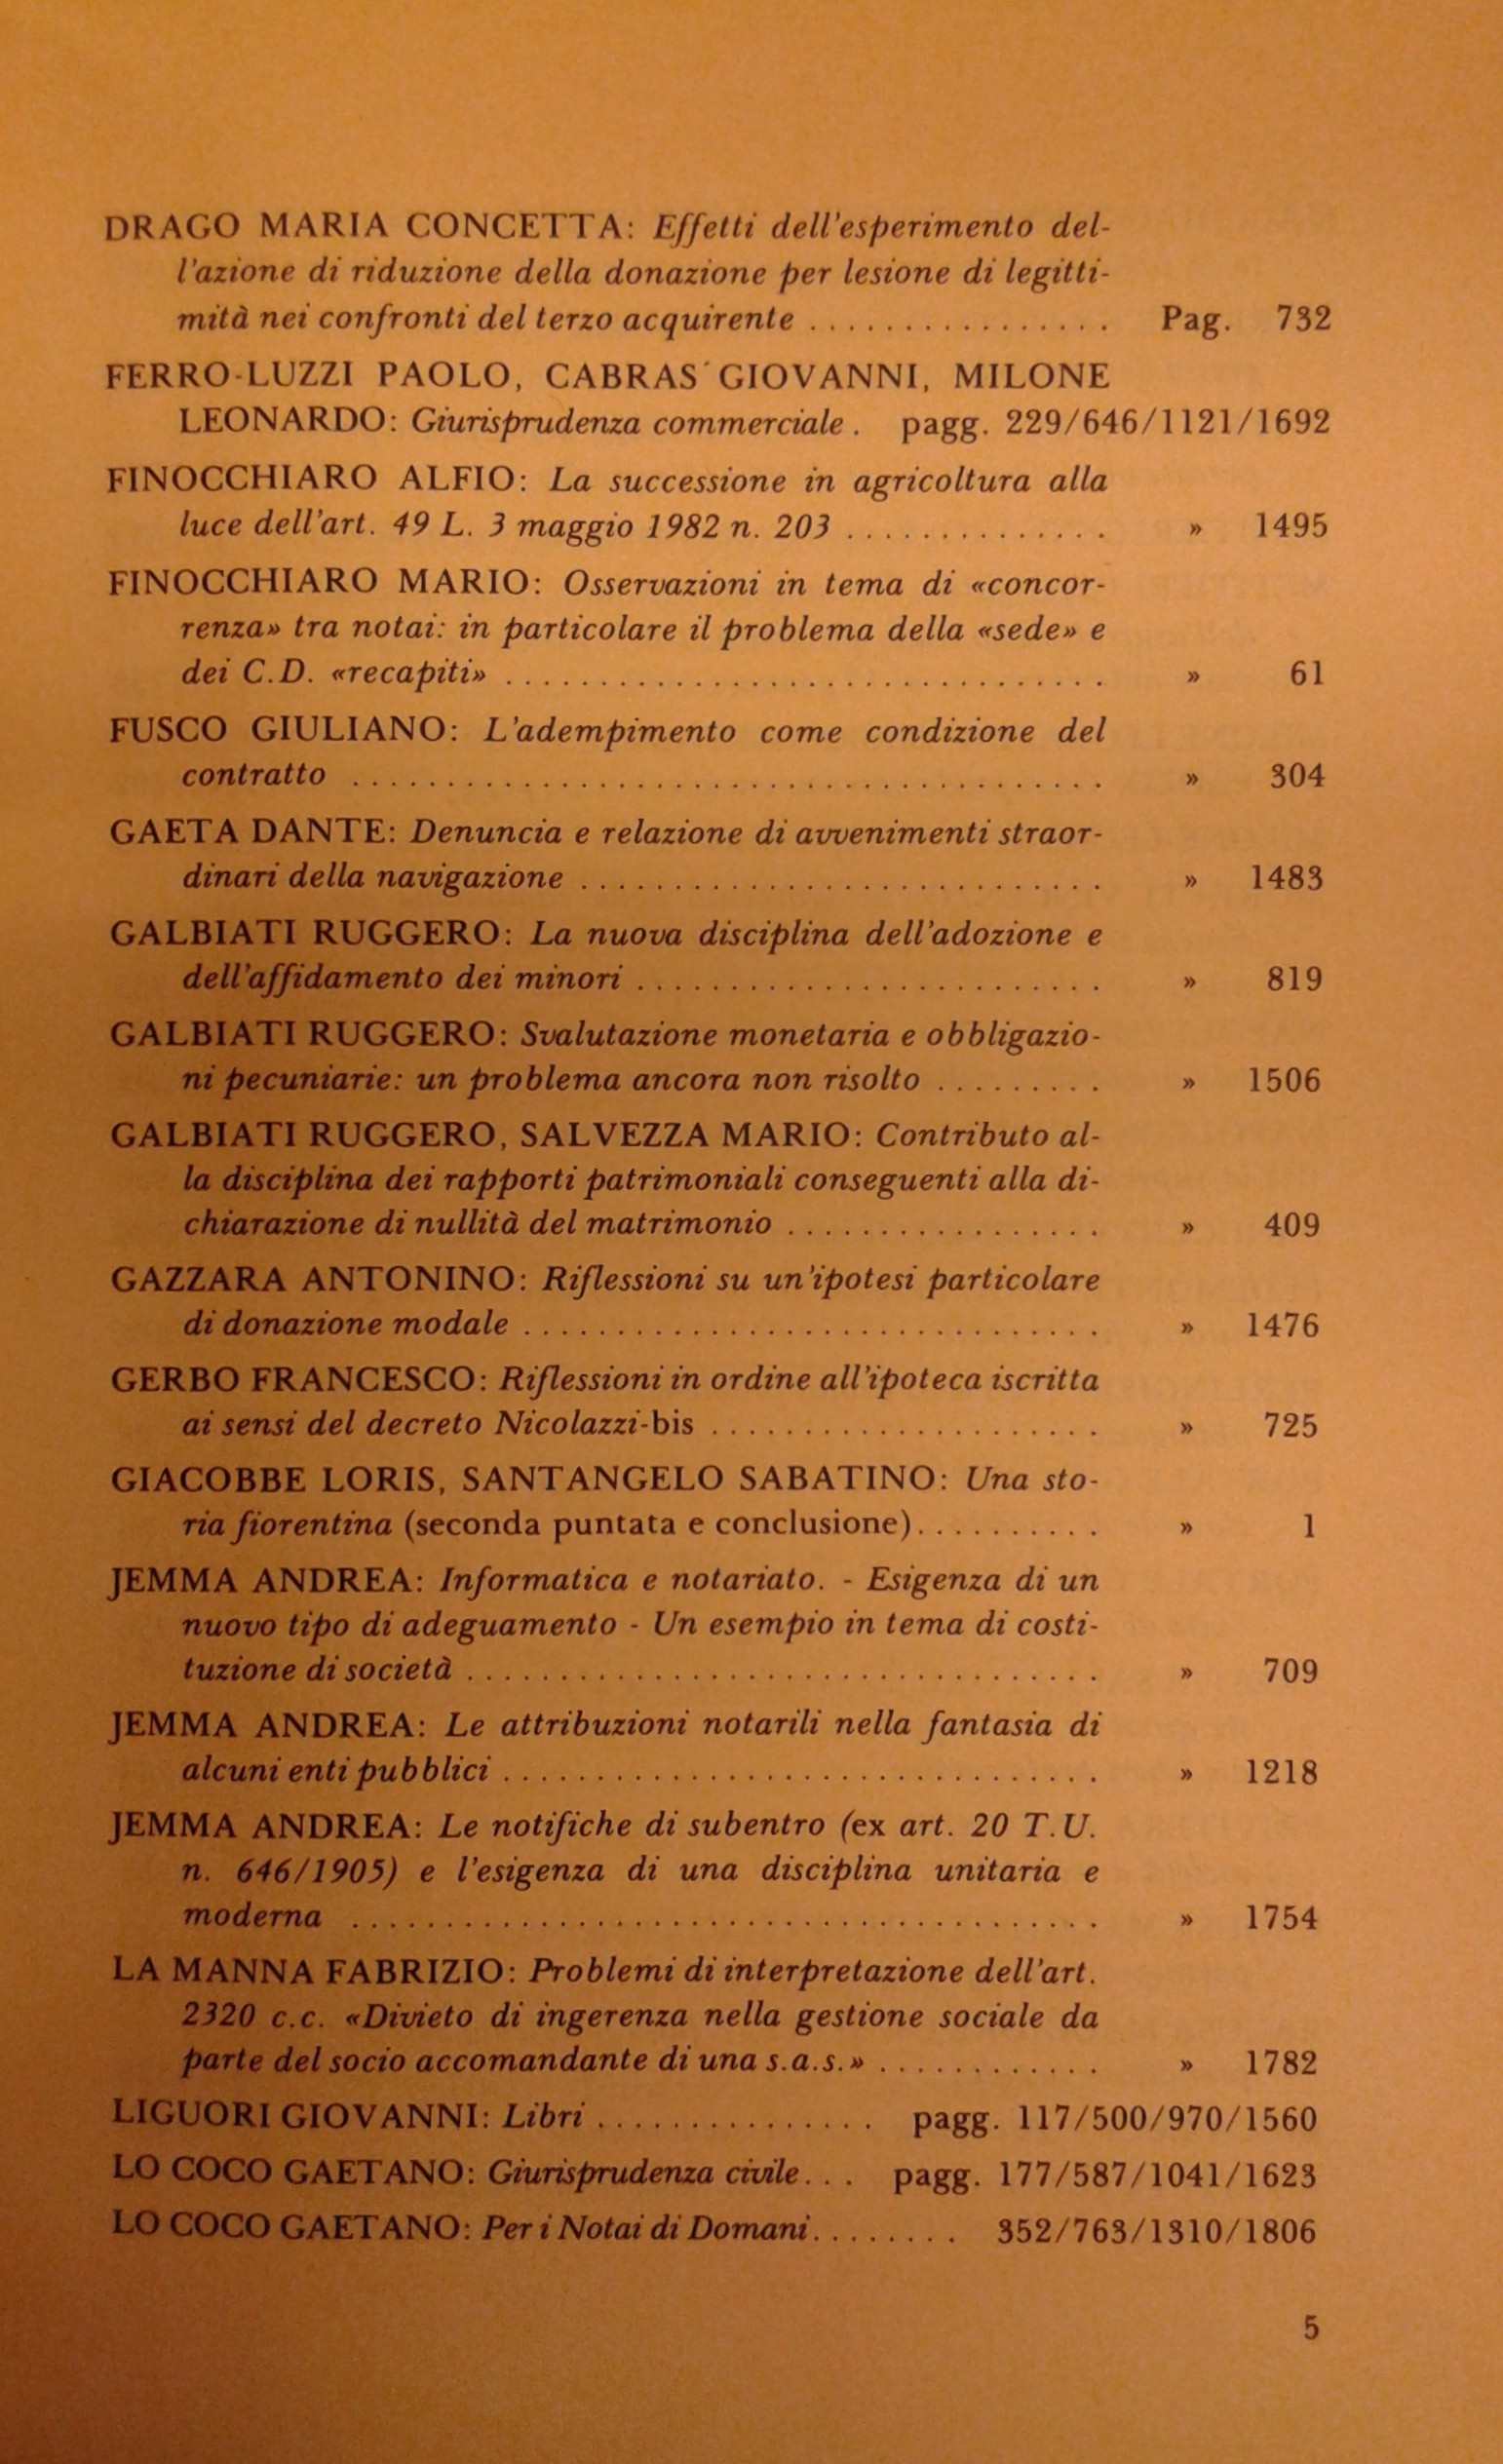 DRAGO MARIA CONCETTA: Effetti dell'esperimento del-
l'azione di riduzione della donazione per lesione di legitti-
mità nei confronti del terzo acquirente ................ Pag. 732
FERRO-LUZZI PAOLO, CABRAS GIOVANNI, MILONE
LEONARDO: Giurisprudenza commerciale . pagg. 229/646/1121/1692
FINOCCHIARO ALFIO: La successione in agricoltura alla
luce dell'art. 49 L. 3 maggio 1982 n. 203 .............. » 1495
FINOCCHIARO MARIO: Osservazioni in tema di «concor-
renza» tra notai: in particolare il problema della «sede» e
dei C.D. «recapiti» ................................ » 61
FUSCO GIULIANO: L'adempimento come condizione del
contratto ........................................ » 304
GAETA DANTE: Denuncia e relazione di avvenimenti straor-
dinari della navigazione ............................ » 1483
GALBIATI RUGGERO: La nuova disciplina dell'adozione e
dell'affidamento dei minori ......................... » 819
GALBIATI RUGGERO: Svalutazione monetaria e obbligazio-
ni pecuniarie: un problema ancora non risolto ......... » 1506
GALBIATI RUGGERO, SALVEZZA MARIO: Contributo al-
la disciplina dei rapporti patrimoniali conseguenti alla di-
chiarazione di nullità del matrimonio ................. » 409
GAZZARA ANTONINO: Riflessioni su un'ipotesi particolare
di donazione modale ............................... » 1476
GERBO FRANCESCO: Riflessioni in ordine all'ipoteca iscritta
ai sensi del decreto Nicolazzi-bis ..................... » 725
GIACOBBE LORIS, SANTANGELO SABATINO: Una sto-
ria fiorentina (seconda puntata e conclusione).......... » 1
JEMMA ANDREA: Informatica e notariato. - Esigenza di un
nuovo tipo di adeguamento - Un esempio in tema di costi-
tuzione di società .................................. » 709
JEMMA ANDREA: Le attribuzioni notarili nella fantasia di
alcuni enti pubblici ................................ » 1218
JEMMA ANDREA: Le notifiche di subentro (ex art. 20 T.U.
n. 646/1905) e l'esigenza di una disciplina unitaria e
moderna ........................................ » 1754
LA MANNA FABRIZIO: Problemi di interpretazione dell'art.
2320 c.c. «Divieto di ingerenza nella gestione sociale da
parte del socio accomandante di una s.a.s.» ............ » 1782
LIGUORI GIOVANNI: Libri ............... pagg. 117/500/970/1560
LO COCO GAETANO: Giurisprudenza civile... pagg. 177/587/1041/1623
LO COCO GAETANO: Per i Notai di Domani........ 352/763/1310/1806
5